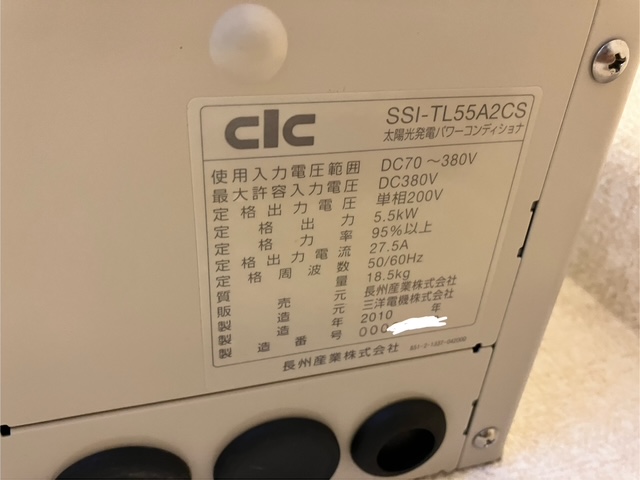 CIC
SSI-TL55A2CS
太陽光発電パワーコンディショナ
使用入力電圧範囲 DC70～380V
最大許容入力電圧 DC380V
定格出力電圧 単相200V
定格出力 5.5kW
定格力率 95%以上
定格出力電流 27.5A
定格周波数 50/60Hz
質量 18.5kg
販売元 長州産業株式会社
製造元 三洋電機株式会社
製造年 2010 年
製造番号 000
長州産業株式会社